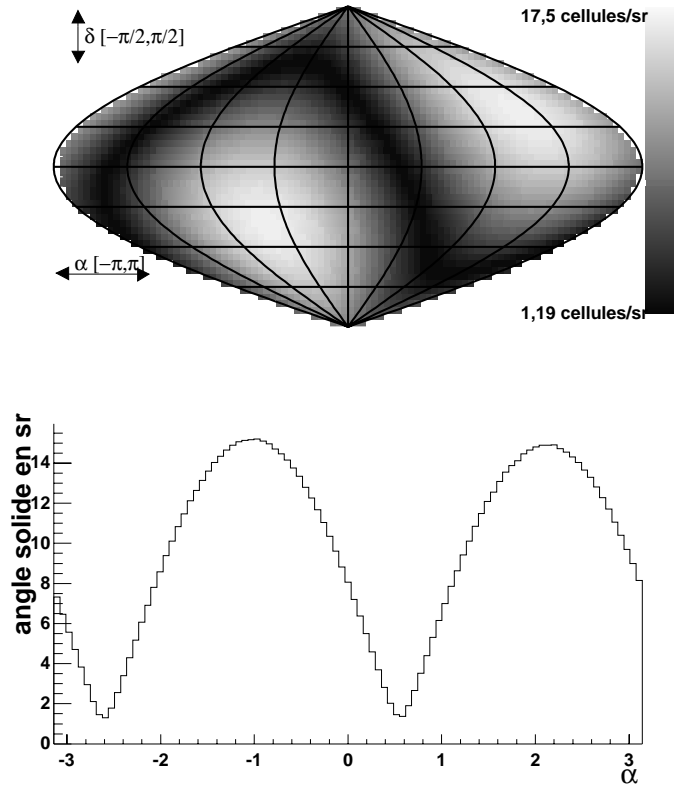 17,5 cellules/sr
δ [−π/2,π/2]
α [−π,π]
1,19 cellules/sr
angle solide en sr
14
12
10
8
6
4
2
0
-3 -2 -1 0 1 2 3
α